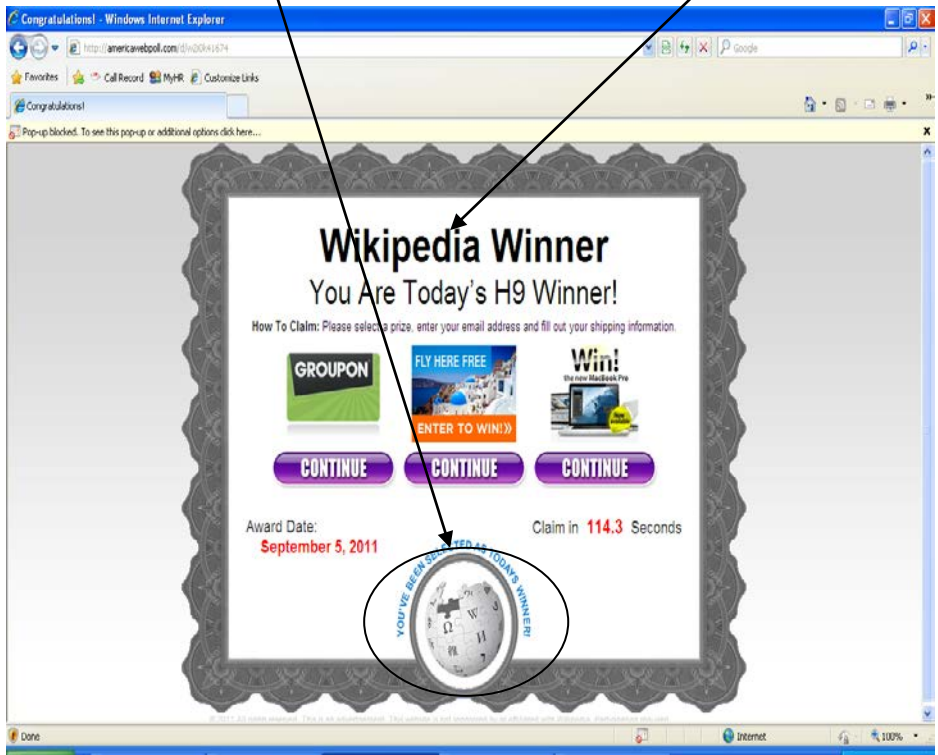 Congratulations! - Windows Internet Explorer
http://americawebpoll.com/d/
Google
Favorites Call Record MyHR Customize Links
Congratulations!
Pop-up blocked. To see this pop-up or additional options click here...
Wikipedia Winner
You Are Today's H9 Winner!
How To Claim: Please select a prize, enter your email address and fill out your shipping information.
GROUPON
FLY HERE FREE
ENTER TO WIN!»
Win!
the new MacBook Pro
Now Available
CONTINUE CONTINUE CONTINUE
Award Date:
September 5, 2011
Claim in 114.3 Seconds
YOU'VE BEEN SELECTED AS TODAYS WINNER!
Ω W И
Done
Internet
100%